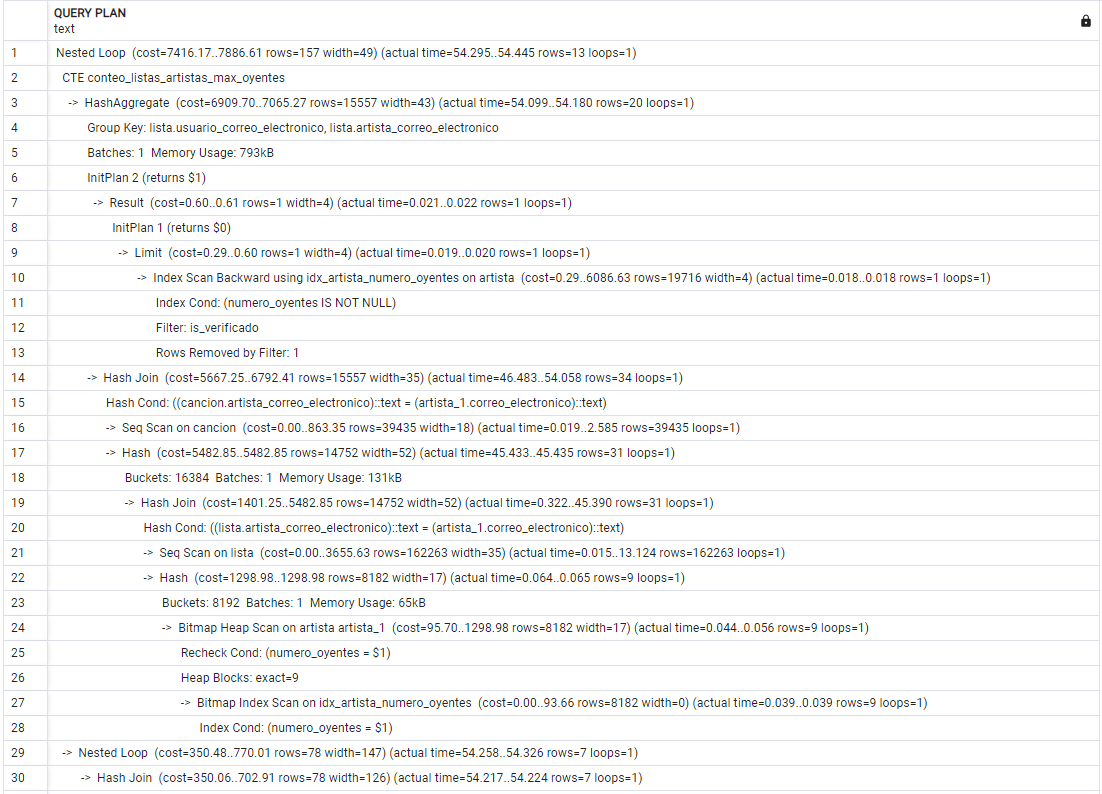 QUERY PLAN
text
1 Nested Loop (cost=7416.17..7886.61 rows=157 width=49) (actual time=54.295..54.445 rows=13 loops=1)
2 CTE conteo_listas_artistas_max_oyentes
3 -> HashAggregate (cost=6909.70..7065.27 rows=15557 width=43) (actual time=54.099..54.180 rows=20 loops=1)
4 Group Key: lista.usuario_correo_electronico, lista.artista_correo_electronico
5 Batches: 1 Memory Usage: 793kB
6 InitPlan 2 (returns $1)
7 -> Result (cost=0.60..0.61 rows=1 width=4) (actual time=0.021..0.022 rows=1 loops=1)
8 InitPlan 1 (returns $0)
9 -> Limit (cost=0.29..0.60 rows=1 width=4) (actual time=0.019..0.020 rows=1 loops=1)
10 -> Index Scan Backward using idx_artista_numero_oyentes on artista (cost=0.29..6086.63 rows=19716 width=4) (actual time=0.018..0.018 rows=1 loops=1)
11 Index Cond: (numero_oyentes IS NOT NULL)
12 Filter: is_verificado
13 Rows Removed by Filter: 1
14 -> Hash Join (cost=5667.25..6792.41 rows=15557 width=35) (actual time=46.483..54.058 rows=34 loops=1)
15 Hash Cond: ((cancion.artista_correo_electronico)::text = (artista_1.correo_electronico)::text)
16 -> Seq Scan on cancion (cost=0.00..863.35 rows=39435 width=18) (actual time=0.019..2.585 rows=39435 loops=1)
17 -> Hash (cost=5482.85..5482.85 rows=14752 width=52) (actual time=45.433..45.435 rows=31 loops=1)
18 Buckets: 16384 Batches: 1 Memory Usage: 131kB
19 -> Hash Join (cost=1401.25..5482.85 rows=14752 width=52) (actual time=0.322..45.390 rows=31 loops=1)
20 Hash Cond: ((lista.artista_correo_electronico)::text = (artista_1.correo_electronico)::text)
21 -> Seq Scan on lista (cost=0.00..3655.63 rows=162263 width=35) (actual time=0.015..13.124 rows=162263 loops=1)
22 -> Hash (cost=1298.98..1298.98 rows=8182 width=17) (actual time=0.064..0.065 rows=9 loops=1)
23 Buckets: 8192 Batches: 1 Memory Usage: 65kB
24 -> Bitmap Heap Scan on artista artista_1 (cost=95.70..1298.98 rows=8182 width=17) (actual time=0.044..0.056 rows=9 loops=1)
25 Recheck Cond: (numero_oyentes = $1)
26 Heap Blocks: exact=9
27 -> Bitmap Index Scan on idx_artista_numero_oyentes (cost=0.00..93.66 rows=8182 width=0) (actual time=0.039..0.039 rows=9 loops=1)
28 Index Cond: (numero_oyentes = $1)
29 -> Nested Loop (cost=350.48..770.01 rows=78 width=147) (actual time=54.258..54.326 rows=7 loops=1)
30 -> Hash Join (cost=350.06..702.91 rows=78 width=126) (actual time=54.217..54.224 rows=7 loops=1)